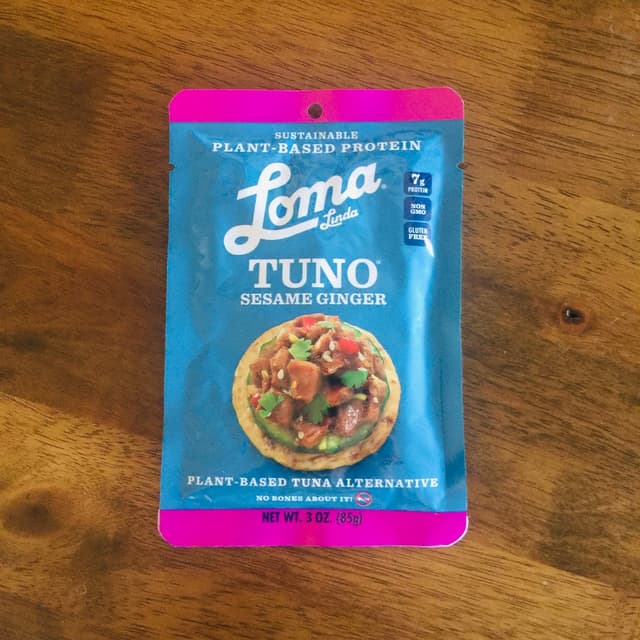 SUSTAINABLE
PLANT-BASED PROTEIN
Loma
Linda
7g
PROTEIN
NON
GMO
GLUTEN
FREE
TUNO
SESAME GINGER
PLANT-BASED TUNA ALTERNATIVE
NO BONES ABOUT IT!
NET WT. 3 OZ. (85g)